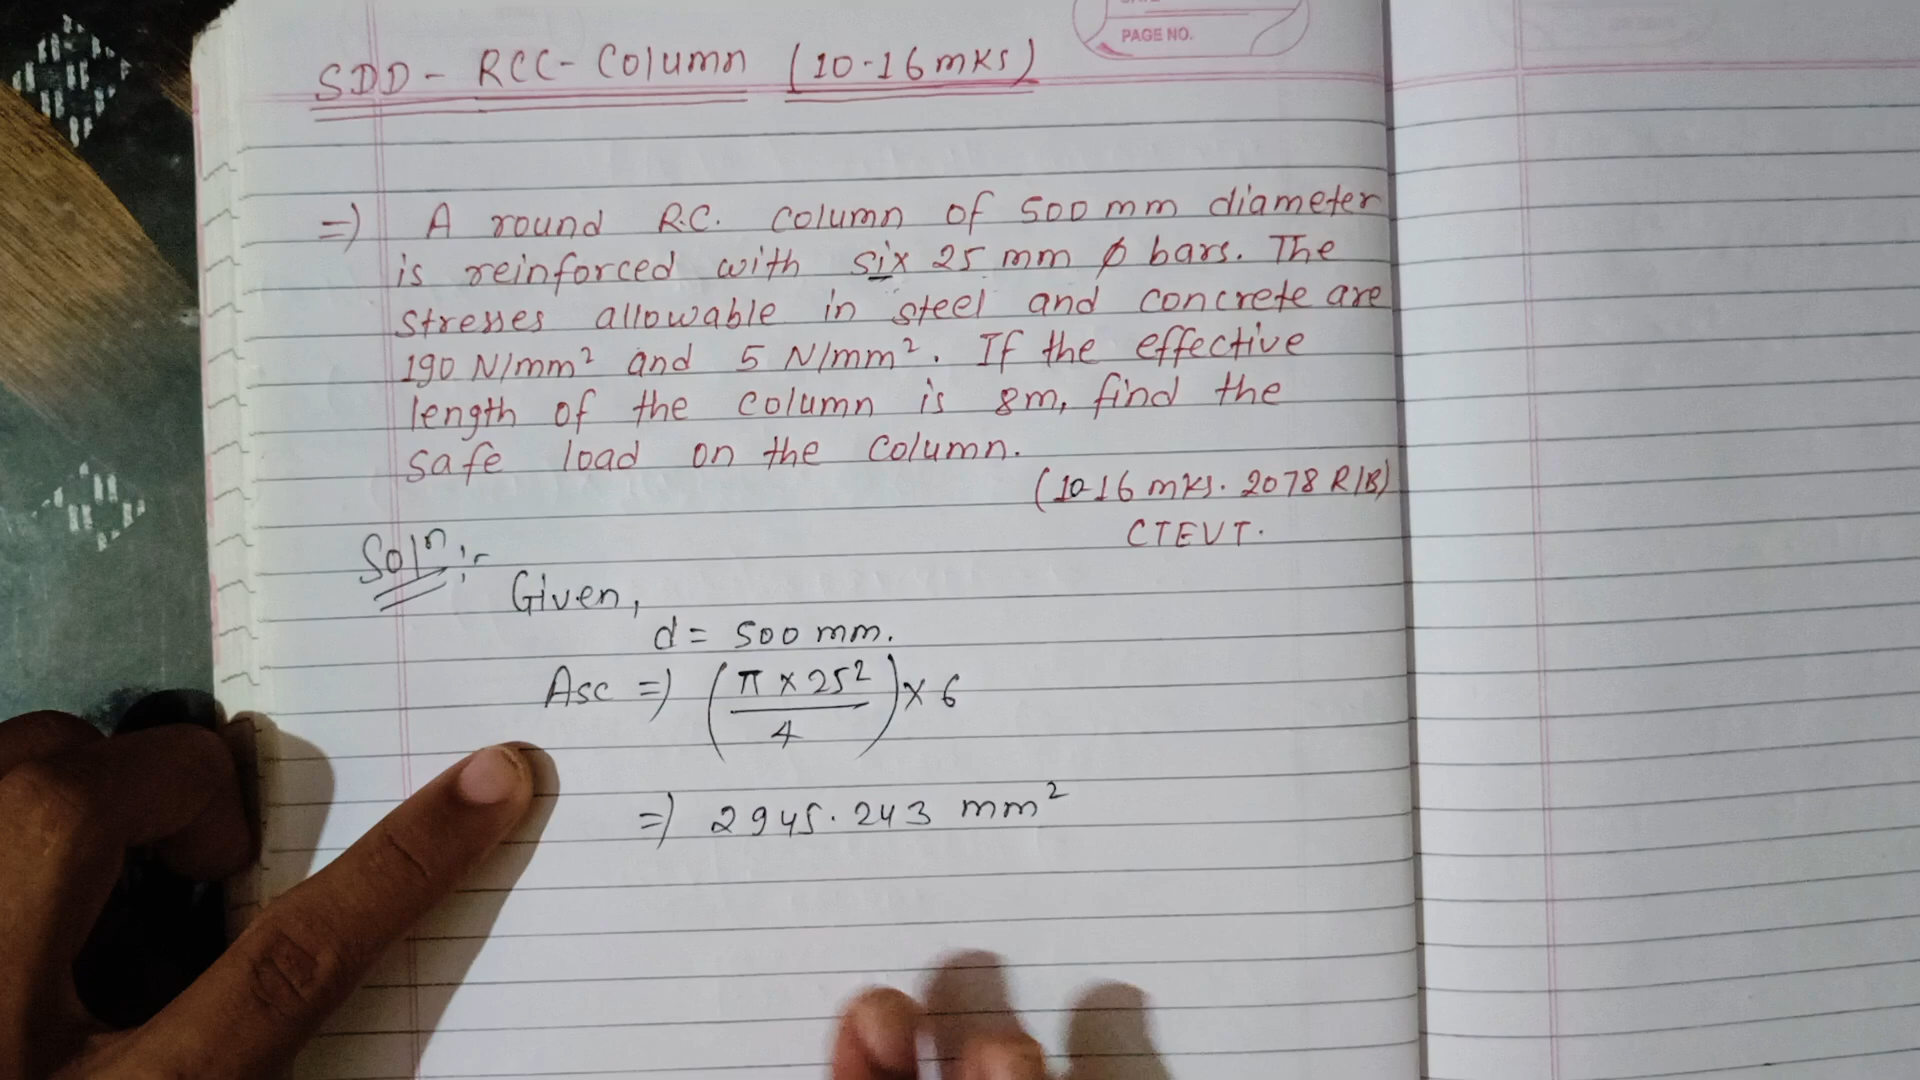 PAGE NO.
SDD - RCC - Column (10-16 mks)
=) A round R.C. column of 500 mm diameter
is reinforced with six 25 mm ϕ bars. The
stresses allowable in steel and concrete are
190 N/mm² and 5 N/mm². If the effective
length of the column is 8m, find the
safe load on the column.
(10-16 mks. 2078 R/B)
CTEVT.
Solⁿ:-
Given,
d = 500 mm.
Asc =) (π × 25² / 4) × 6
=) 2945.243 mm²